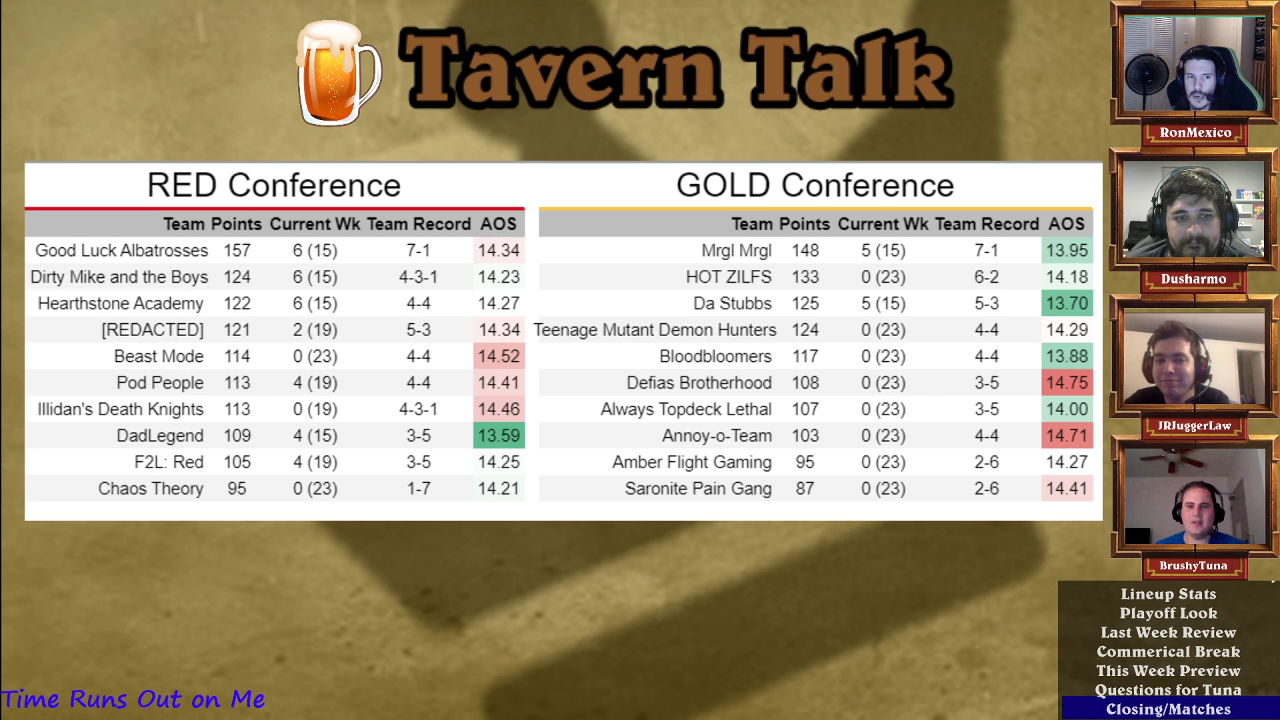 Tavern Talk
RED Conference
Team Points Current Wk Team Record AOS
Good Luck Albatrosses 157 6 (15) 7-1 14.34
Dirty Mike and the Boys 124 6 (15) 4-3-1 14.23
Hearthstone Academy 122 6 (15) 4-4 14.27
[REDACTED] 121 2 (19) 5-3 14.34
Beast Mode 114 0 (23) 4-4 14.52
Pod People 113 4 (19) 4-4 14.41
Illidan's Death Knights 113 0 (19) 4-3-1 14.46
DadLegend 109 4 (15) 3-5 13.59
F2L: Red 105 4 (19) 3-5 14.25
Chaos Theory 95 0 (23) 1-7 14.21
GOLD Conference
Team Points Current Wk Team Record AOS
Mrgl Mrgl 148 5 (15) 7-1 13.95
HOT ZILFS 133 0 (23) 6-2 14.18
Da Stubbs 125 5 (15) 5-3 13.70
Teenage Mutant Demon Hunters 124 0 (23) 4-4 14.29
Bloodbloomers 117 0 (23) 4-4 13.88
Defias Brotherhood 108 0 (23) 3-5 14.75
Always Topdeck Lethal 107 0 (23) 3-5 14.00
Annoy-o-Team 103 0 (23) 4-4 14.71
Amber Flight Gaming 95 0 (23) 2-6 14.27
Saronite Pain Gang 87 0 (23) 2-6 14.41
RonMexico
Dusharmo
JRJuggerLaw
BrushyTuna
Lineup Stats
Playoff Look
Last Week Review
Commerical Break
This Week Preview
Questions for Tuna
Closing/Matches
Time Runs Out on Me